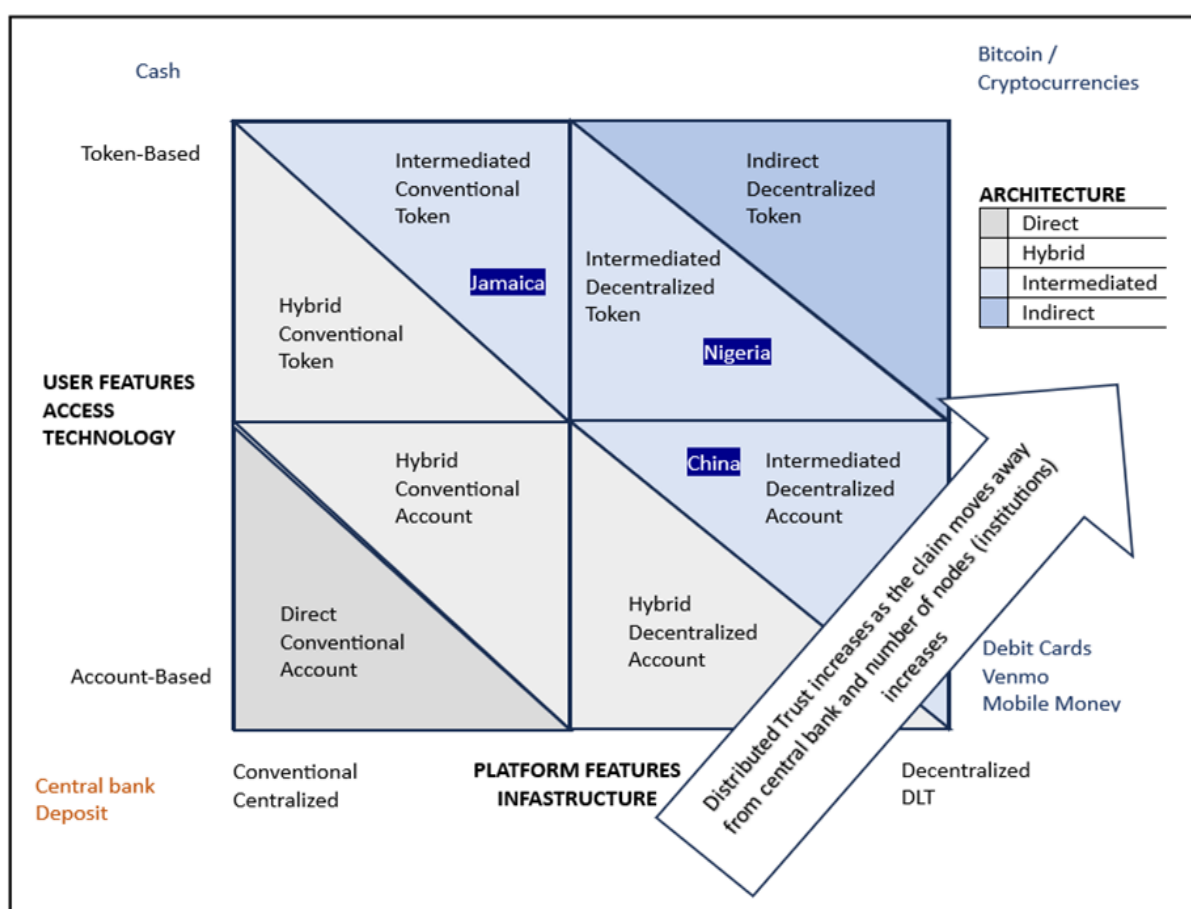 Cash
Bitcoin /
Cryptocurrencies
Token-Based
Intermediated
Conventional
Token
Jamaica
Indirect
Decentralized
Token
Intermediated
Decentralized
Token
Nigeria
Hybrid
Conventional
Token
ARCHITECTURE
Direct
Hybrid
Intermediated
Indirect
USER FEATURES
ACCESS
TECHNOLOGY
Hybrid
Conventional
Account
China
Intermediated
Decentralized
Account
Direct
Conventional
Account
Hybrid
Decentralized
Account
Distributed Trust increases as the claim moves away
from central bank and number of nodes (institutions)
increases
Account-Based
Debit Cards
Venmo
Mobile Money
Central bank
Deposit
Conventional
Centralized
PLATFORM FEATURES
INFASTRUCTURE
Decentralized
DLT